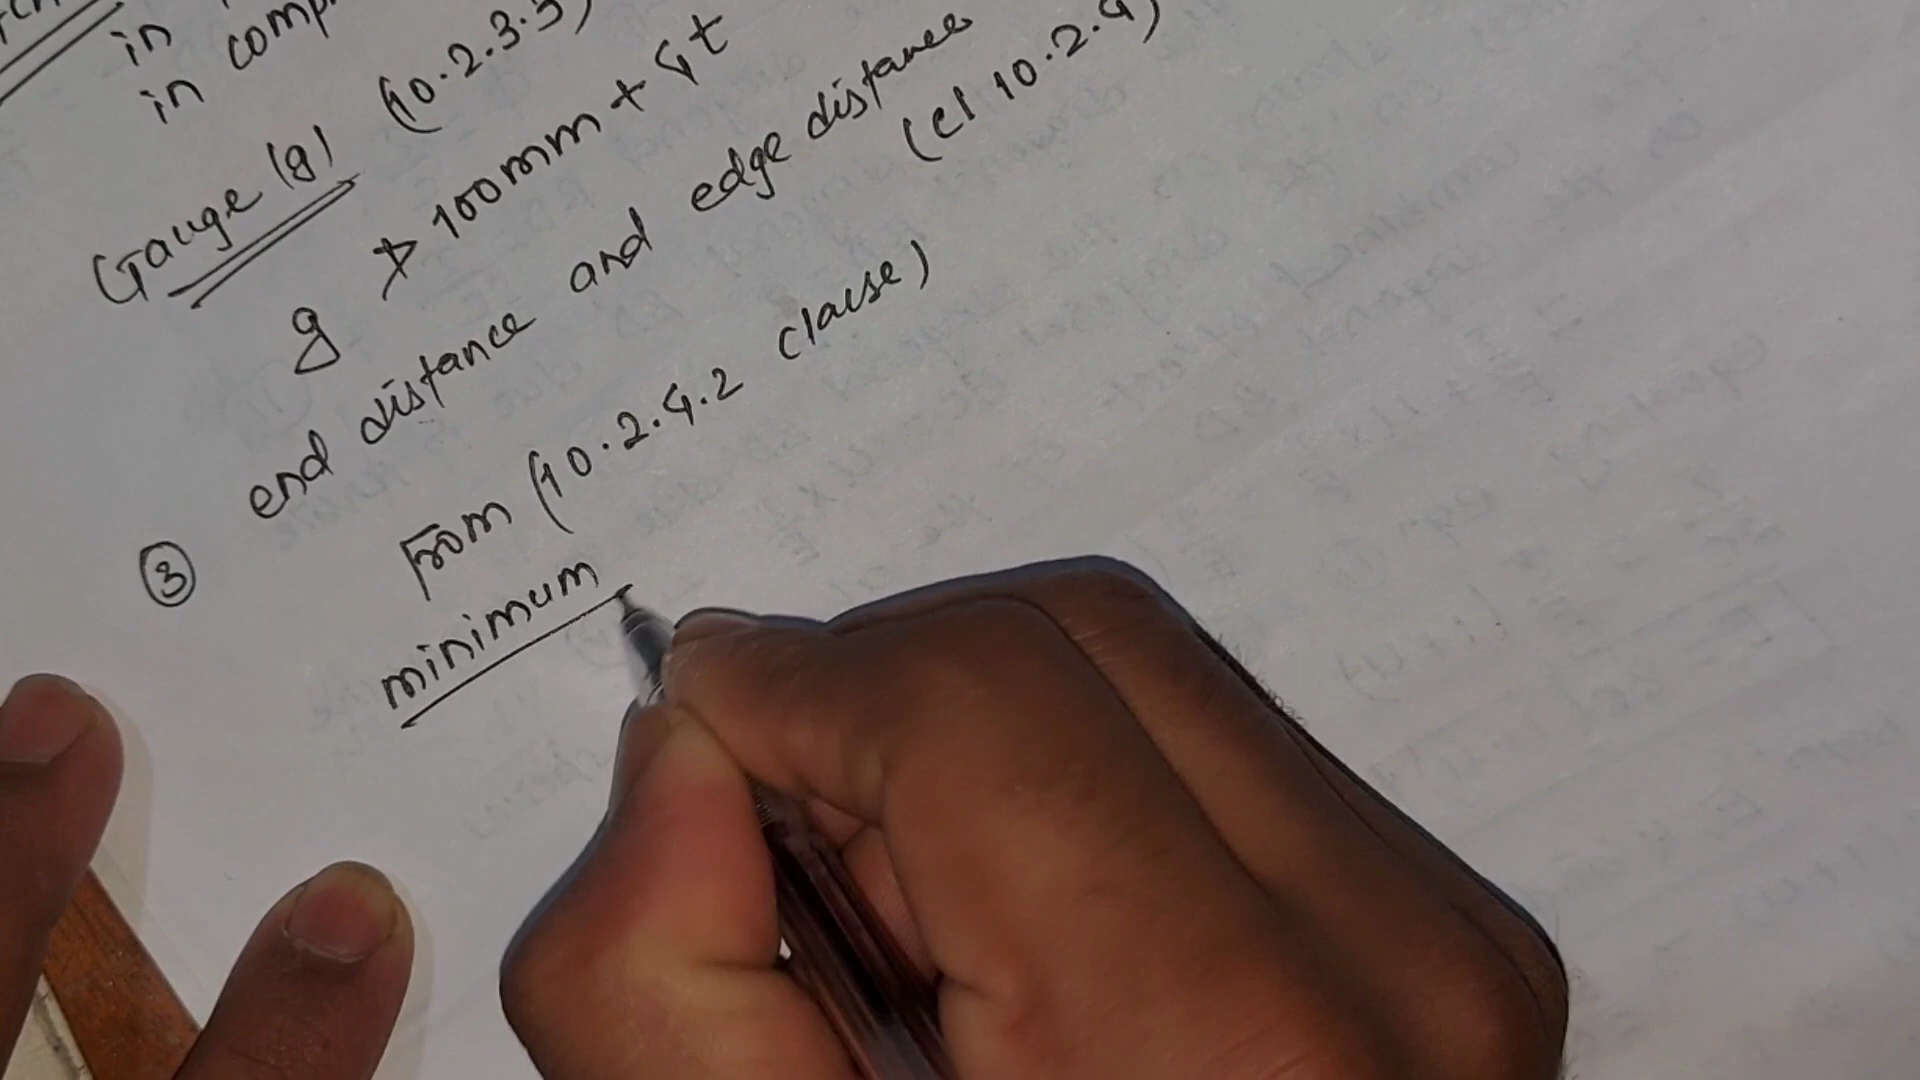 in
in comp
Gauge (g) (10.2.3.3)
g ≯ 100mm + 4t
③ end distance and edge distance
(cl 10.2.4)
From (10.2.4.2 clause)
minimum